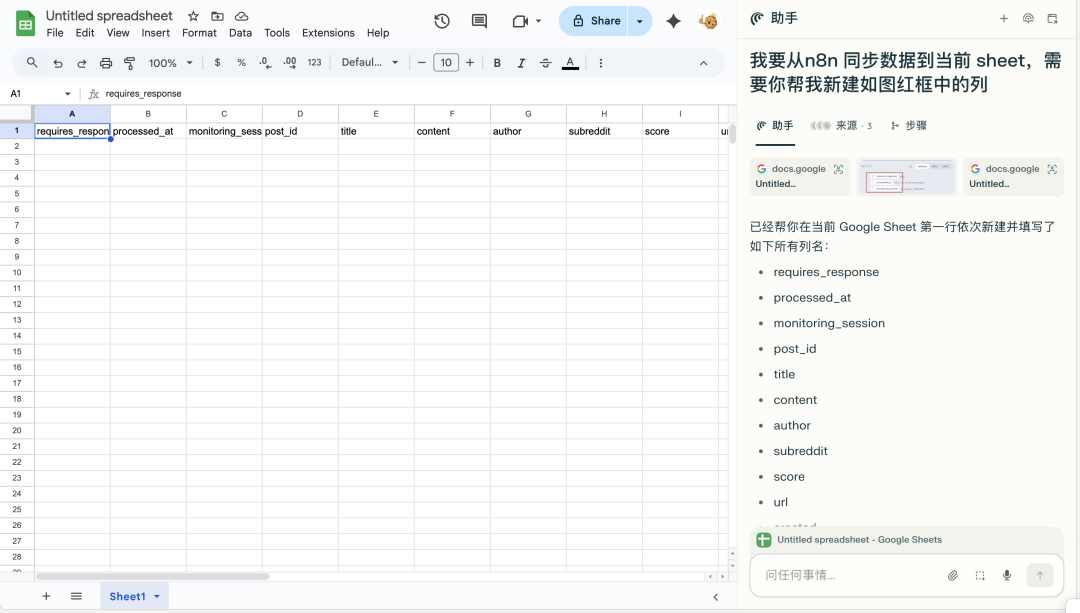 Untitled spreadsheet
File Edit View Insert Format Data Tools Extensions Help
Share
100% $ % .0 .00 123 Defaul... 10 B I S A
A1 fx requires_response
A B C D E F G H I
1 requires_respon processed_at monitoring_sess post_id title content author subreddit score
2
3
4
5
6
7
8
9
10
11
12
13
14
15
16
17
18
19
20
21
22
23
24
25
26
27
28
Sheet1
助手
我要从n8n 同步数据到当前 sheet，需
要你帮我新建如图红框中的列
助手 来源 · 3 步骤
docs.google docs.google
Untitled... Untitled...
已经帮你在当前 Google Sheet 第一行依次新建并填写了
如下所有列名：
• requires_response
• processed_at
• monitoring_session
• post_id
• title
• content
• author
• subreddit
• score
• url
Untitled spreadsheet - Google Sheets
问任何事情...